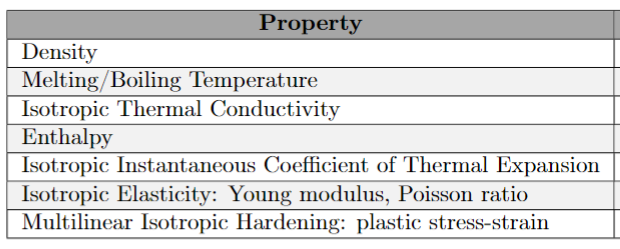 Property
Density
Melting/Boiling Temperature
Isotropic Thermal Conductivity
Enthalpy
Isotropic Instantaneous Coefficient of Thermal Expansion
Isotropic Elasticity: Young modulus, Poisson ratio
Multilinear Isotropic Hardening: plastic stress-strain